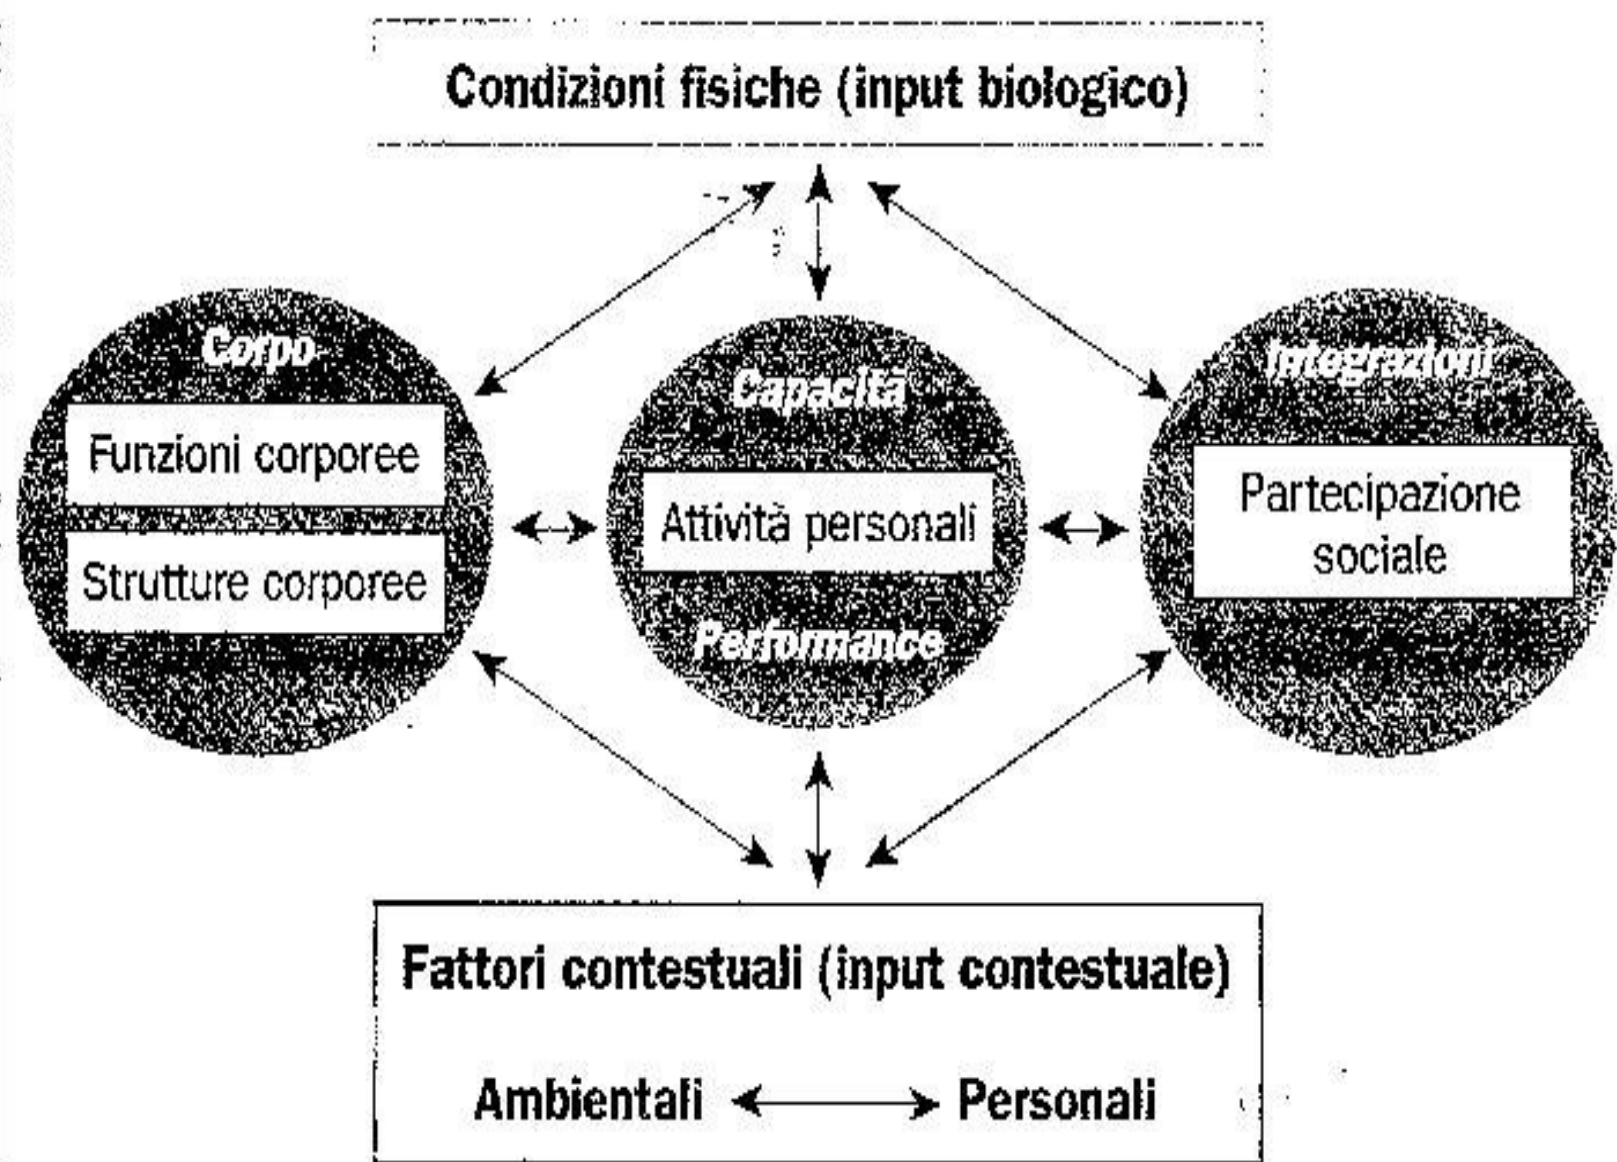 Condizioni fisiche (input biologico)
Corpo
Funzioni corporee
Strutture corporee
Capacità
Attività personali
Performance
Integrazioni
Partecipazione
sociale
Fattori contestuali (input contestuale)
Ambientali Personali